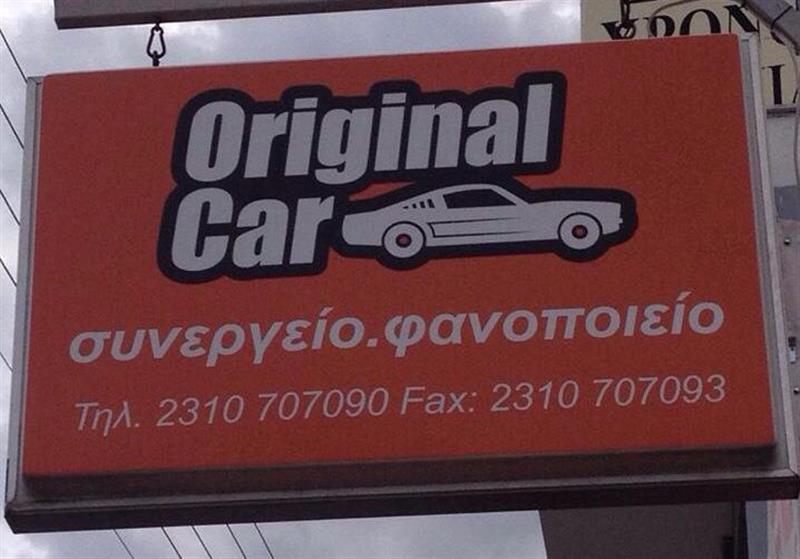 Original
Car
συνεργείο.φανοποιείο
Τηλ. 2310 707090 Fax: 2310 707093